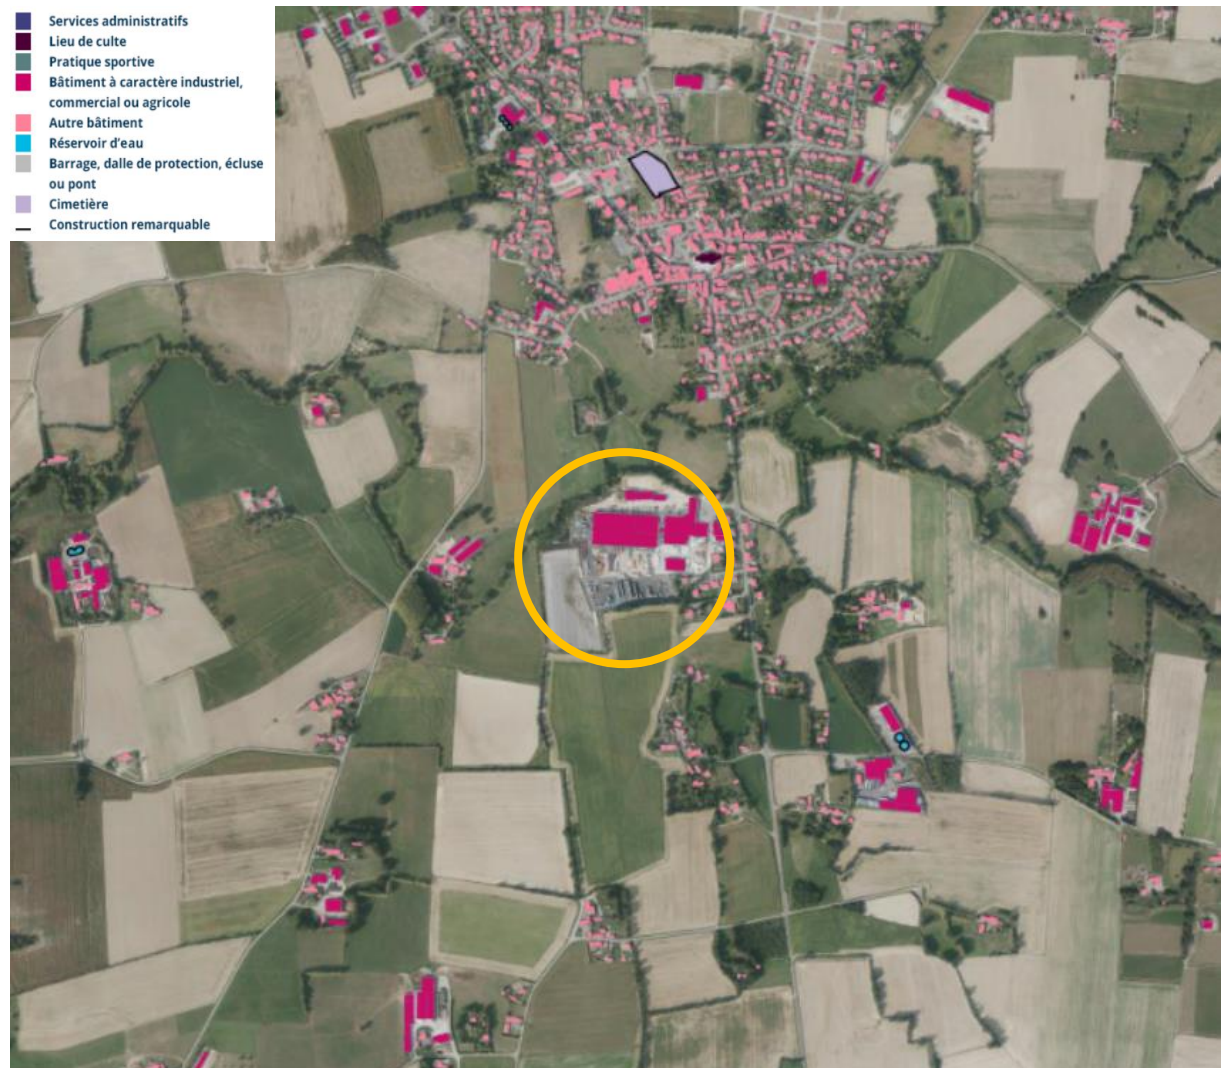 Services administratifs
Lieu de culte
Pratique sportive
Bâtiment à caractère industriel,
commercial ou agricole
Autre bâtiment
Réservoir d'eau
Barrage, dalle de protection, écluse
ou pont
Cimetière
Construction remarquable